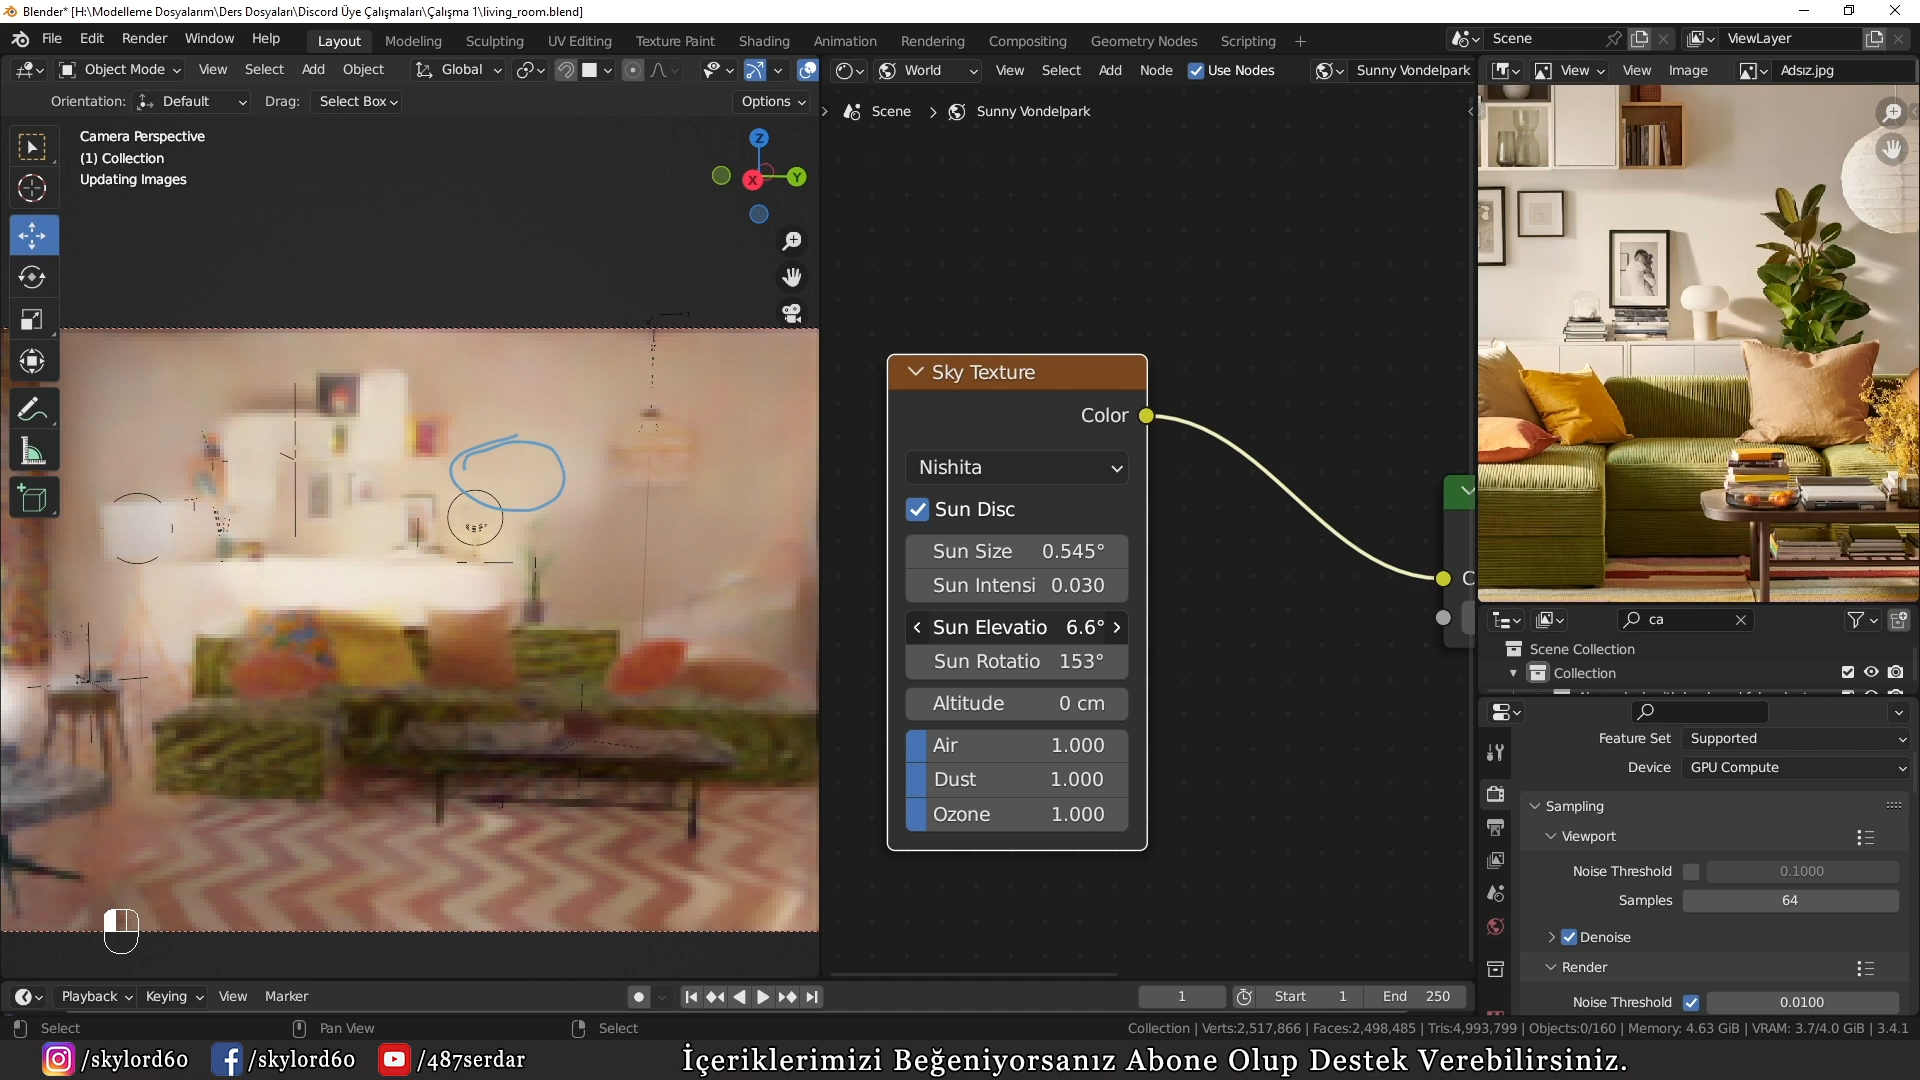 Blender* [H:\Modelleme Dosyalarım\Ders Dosyaları\Discord Üye Çalışmaları\Çalışma 1\living_room.blend]
File Edit Render Window Help Layout Modeling Sculpting UV Editing Texture Paint Shading Animation Rendering Compositing Geometry Nodes Scripting + Scene ViewLayer
Object Mode View Select Add Object Global World View Select Add Node Use Nodes Sunny Vondelpark View View Image Adsız.jpg
Orientation: Default Drag: Select Box Options
Scene > Sunny Vondelpark
Camera Perspective
(1) Collection
Updating Images
Z
X
Y
Sky Texture
Color
Nishita
Sun Disc
Sun Size 0.545°
Sun Intensi 0.030
Sun Elevatio 6.6°
Sun Rotatio 153°
Altitude 0 cm
Air 1.000
Dust 1.000
Ozone 1.000
C
ca
Scene Collection
Collection
Feature Set Supported
Device GPU Compute
Sampling
Viewport
Noise Threshold 0.1000
Samples 64
Denoise
Render
Noise Threshold 0.0100
Playback Keying View Marker 1 Start 1 End 250
Select Pan View Select Collection | Verts:2,517,866 | Faces:2,498,485 | Tris:4,993,799 | Objects:0/160 | Memory: 4.63 GiB | VRAM: 3.7/4.0 GiB | 3.4.1
/skylord60 /skylord60 /487serdar İçeriklerimizi Beğeniyorsanız Abone Olup Destek Verebilirsiniz.